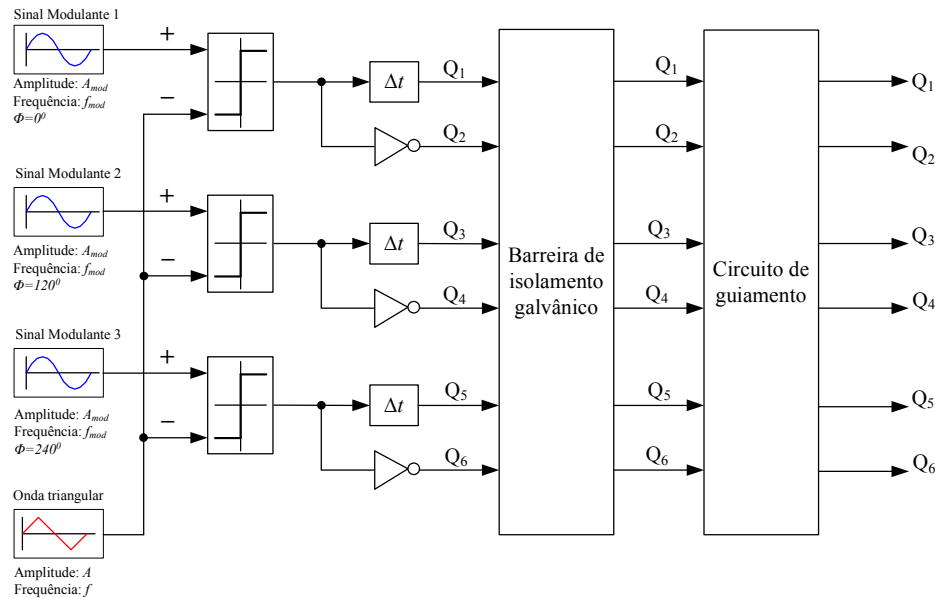 Sinal Modulante 1
+
−
Amplitude: A_mod
Frequência: f_mod
Φ=0⁰
Δt
Q₁
Q₂
Q₁
Q₂
Q₁
Q₂
Sinal Modulante 2
+
−
Amplitude: A_mod
Frequência: f_mod
Φ=120⁰
Δt
Q₃
Q₄
Barreira de
isolamento
galvânico
Q₃
Q₄
Circuito de
guiamento
Q₃
Q₄
Sinal Modulante 3
+
−
Amplitude: A_mod
Frequência: f_mod
Φ=240⁰
Δt
Q₅
Q₆
Q₅
Q₆
Q₅
Q₆
Onda triangular
Amplitude: A
Frequência: f